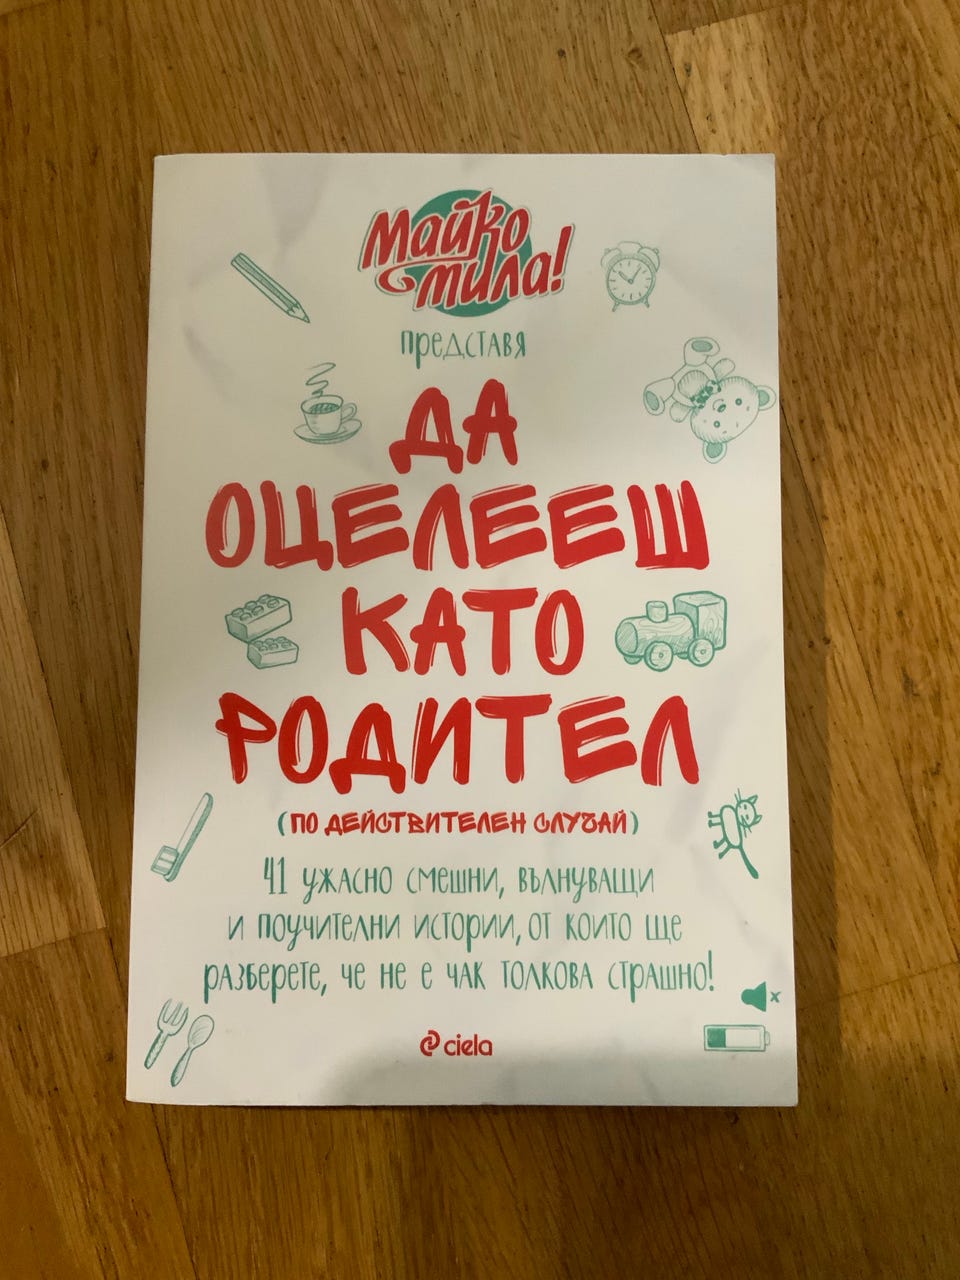 Майко
мила!
представя
ДА
ОЦЕЛЕЕШ
КАТО
РОДИТЕЛ
(ПО ДЕЙСТВИТЕЛЕН СЛУЧАЙ)
41 УЖАСНО СМЕШНИ, ВЪЛНУВАЩИ
И ПОУЧИТЕЛНИ ИСТОРИИ, ОТ КОИТО ЩЕ
РАЗБЕРЕТЕ, ЧЕ НЕ Е ЧАК ТОЛКОВА СТРАШНО!
ciela